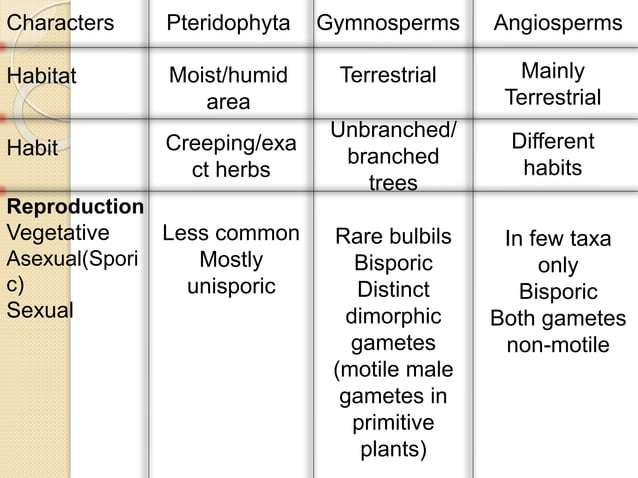 Characters
Pteridophyta
Gymnosperms
Angiosperms
Habitat
Moist/humid
area
Terrestrial
Mainly
Terrestrial
Habit
Creeping/exa
ct herbs
Unbranched/
branched
trees
Different
habits
Reproduction
Vegetative
Asexual(Spori
c)
Sexual
Less common
Mostly
unisporic
Rare bulbils
Bisporic
Distinct
dimorphic
gametes
(motile male
gametes in
primitive
plants)
In few taxa
only
Bisporic
Both gametes
non-motile